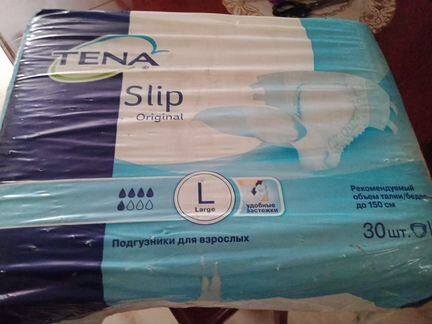 TENA
Slip
Original
L
Large
удобные
застежки
Рекомендуемый
объем талии/бедер
до 150 см
Подгузники для взрослых
30 шт.